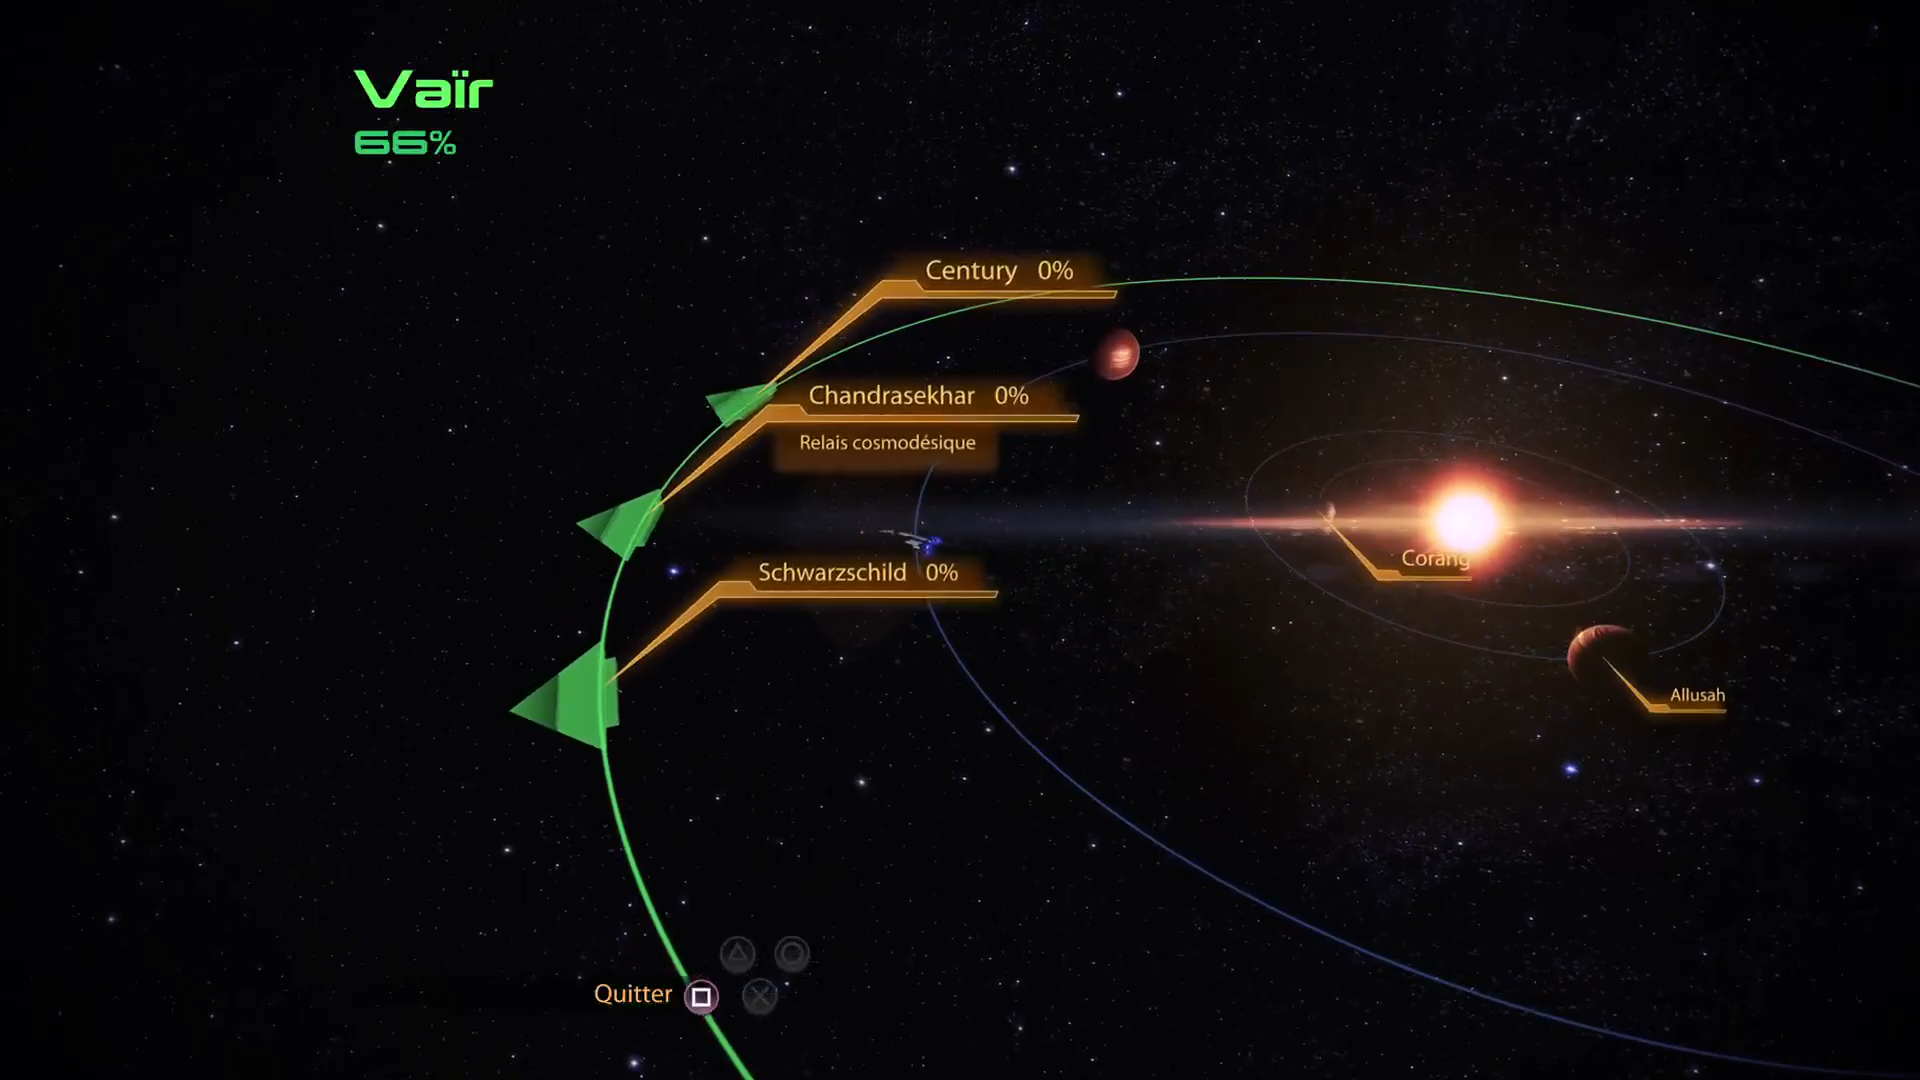 Vaïr
66%
Century 0%
Chandrasekhar 0%
Relais cosmodésique
Schwarzschild 0%
Corang
Allusah
Quitter